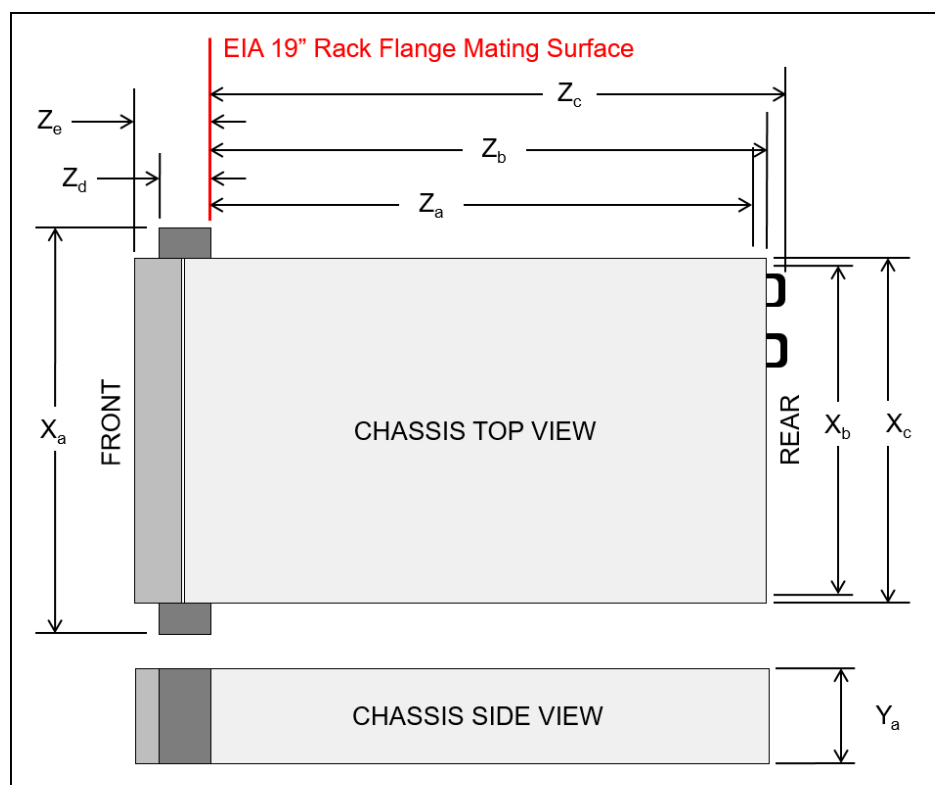 EIA 19” Rack Flange Mating Surface
Zc
Ze
Zb
Zd
Za
FRONT
Xa
CHASSIS TOP VIEW
REAR
Xb
Xc
CHASSIS SIDE VIEW
Ya